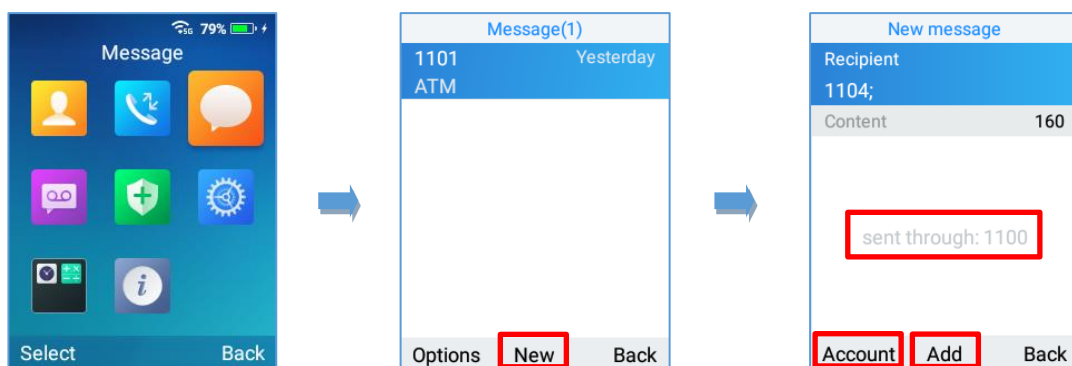 5G 79%
Message
i
Select Back
Message(1)
1101 Yesterday
ATM
Options New Back
New message
Recipient
1104;
Content 160
sent through: 1100
Account Add Back